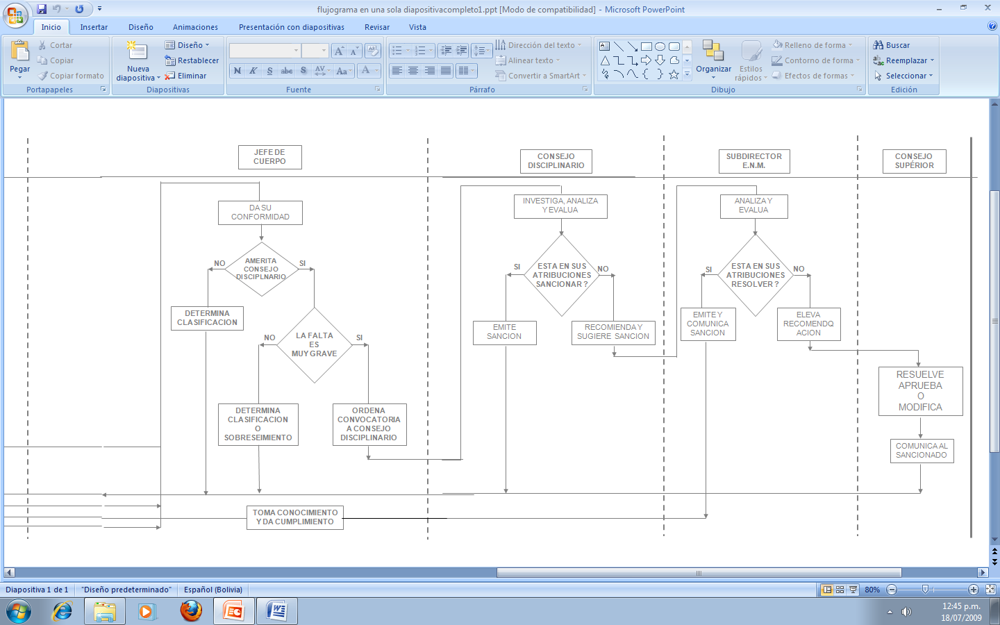 flujograma en una sola diapositivacompleto1.ppt [Modo de compatibilidad] - Microsoft PowerPoint
Inicio
Insertar
Diseño
Animaciones
Presentación con diapositivas
Revisar
Vista
Pegar
Cortar
Copiar
Copiar formato
Portapapeles
Nueva
diapositiva
Diseño
Restablecer
Eliminar
Diapositivas
N K S abc S AV Aa A
Fuente
Dirección del texto
Alinear texto
Convertir a SmartArt
Párrafo
Organizar
Estilos
rápidos
Relleno de forma
Contorno de forma
Efectos de formas
Dibujo
Buscar
Reemplazar
Seleccionar
Edición
JEFE DE
CUERPO
DA SU
CONFORMIDAD
AMERITA
CONSEJO
DISCIPLNARIO
NO
SI
DETERMINA
CLASIFICACION
LA FALTA
ES
MUY GRAVE
NO
SI
DETERMINA
CLASIFICACION
O
SOBRESEIMIENTO
ORDENA
CONVOCATORIA
A CONSEJO
DISCIPLINARIO
TOMA CONOCIMIENTO
Y DA CUMPLIMIENTO
CONSEJO
DISCIPLINARIO
INVESTIGA, ANALIZA
Y EVALUA
ESTA EN SUS
ATRIBUCIONES
SANCIONAR ?
SI
NO
EMITE
SANCION
RECOMIENDA Y
SUGIERE SANCION
SUBDIRECTOR
E.N.M.
ANALIZA Y
EVALUA
ESTA EN SUS
ATRIBUCIONES
RESOLVER ?
SI
NO
EMITE Y
COMUNICA
SANCION
ELEVA
RECOMENDQ
ACION
CONSEJO
SUPÉRIOR
RESUELVE
APRUEBA
O
MODIFICA
COMUNICA AL
SANCIONADO
Diapositiva 1 de 1
"Diseño predeterminado"
Español (Bolivia)
80%
12:45 p.m.
18/07/2009